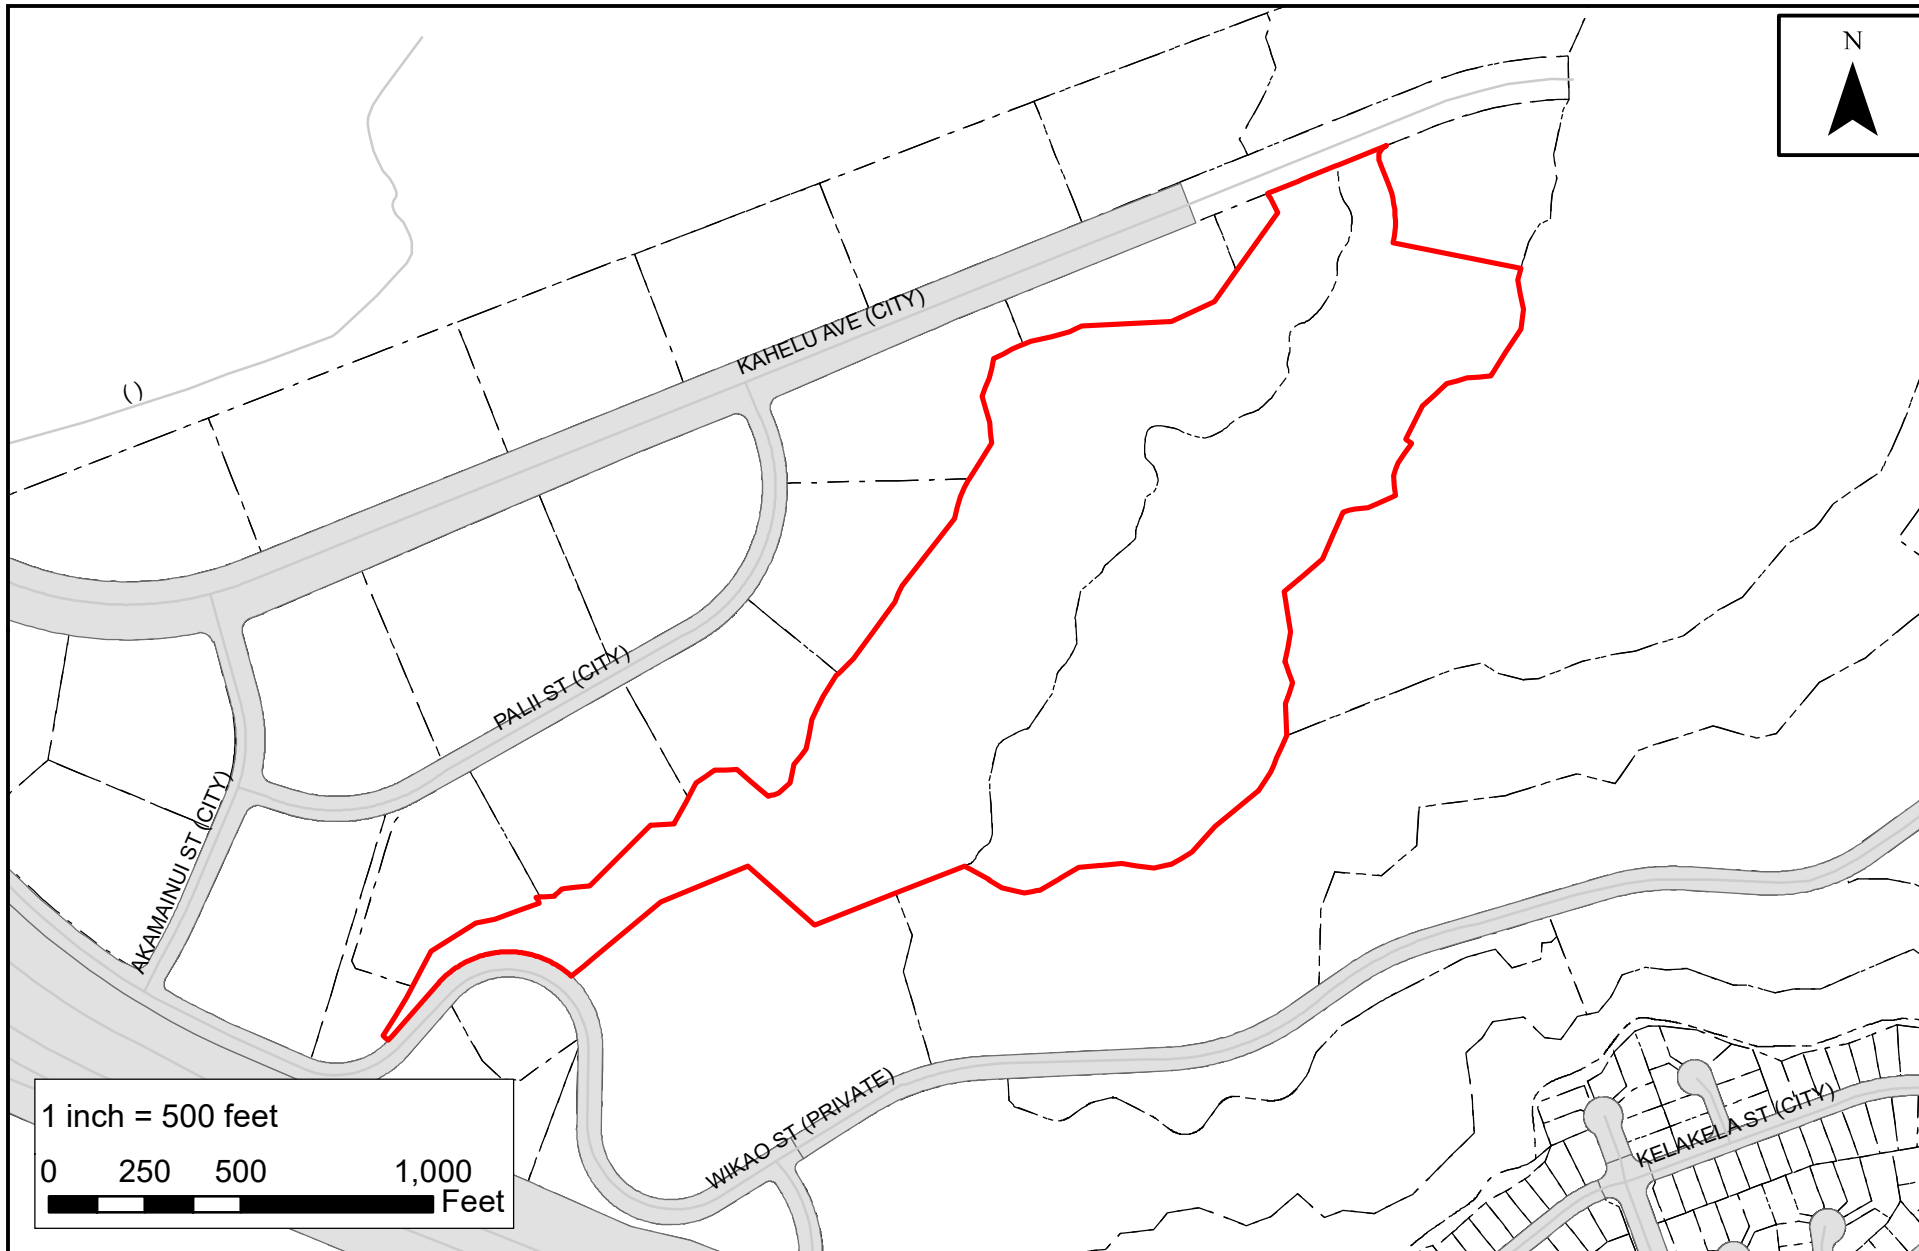 N
KAHELU AVE (CITY)
( )
PALII ST (CITY)
AKAMAINUI ST (CITY)
WIKAO ST (PRIVATE)
KELAKELA ST (CITY)
1 inch = 500 feet
0 250 500 1,000
Feet